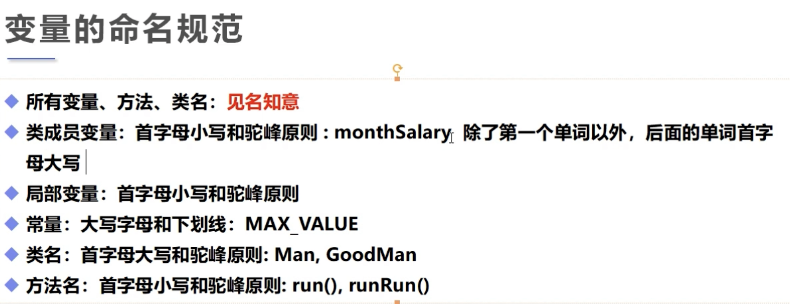 变量的命名规范
所有变量、方法、类名：见名知意
类成员变量：首字母小写和驼峰原则 : monthSalary 除了第一个单词以外，后面的单词首字
母大写
局部变量：首字母小写和驼峰原则
常量：大写字母和下划线：MAX_VALUE
类名：首字母大写和驼峰原则: Man, GoodMan
方法名：首字母小写和驼峰原则: run(), runRun()